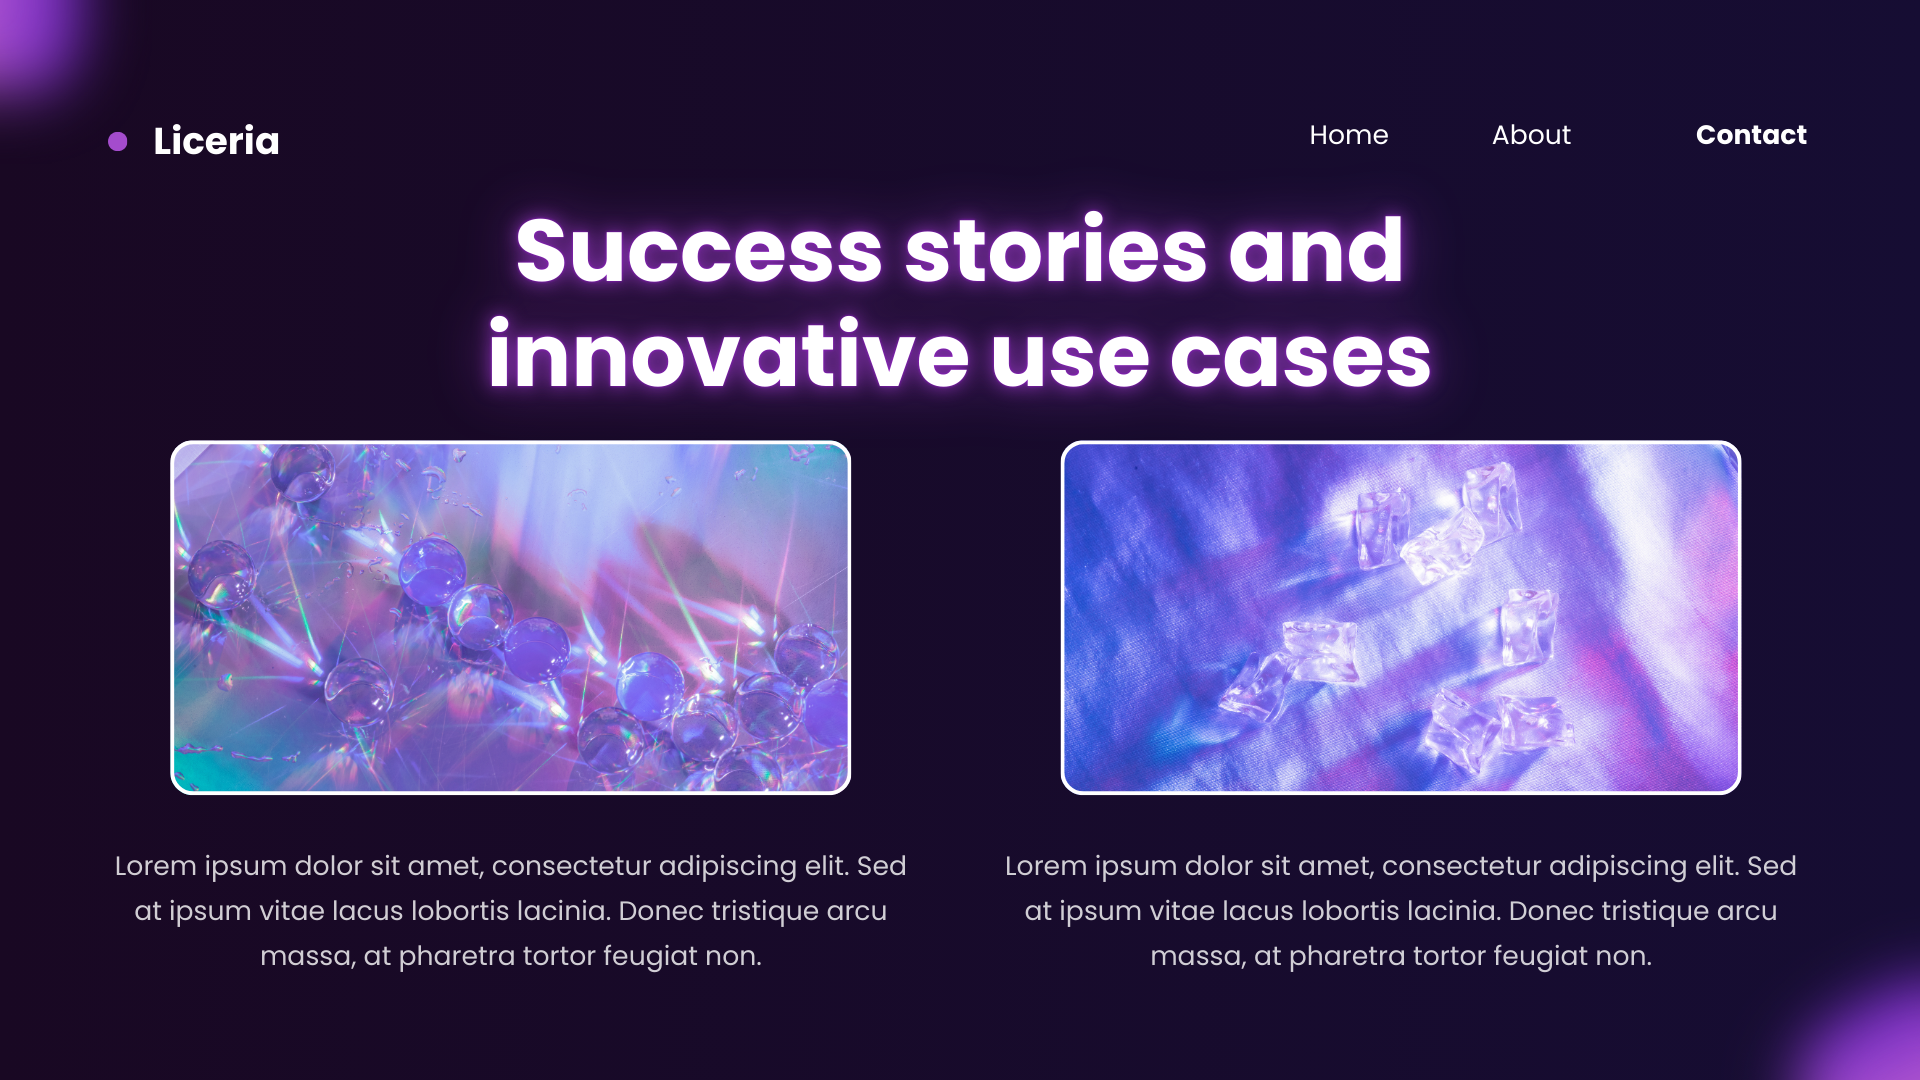 Liceria
Home About Contact
Success stories and
innovative use cases
Lorem ipsum dolor sit amet, consectetur adipiscing elit. Sed
at ipsum vitae lacus lobortis lacinia. Donec tristique arcu
massa, at pharetra tortor feugiat non.
Lorem ipsum dolor sit amet, consectetur adipiscing elit. Sed
at ipsum vitae lacus lobortis lacinia. Donec tristique arcu
massa, at pharetra tortor feugiat non.